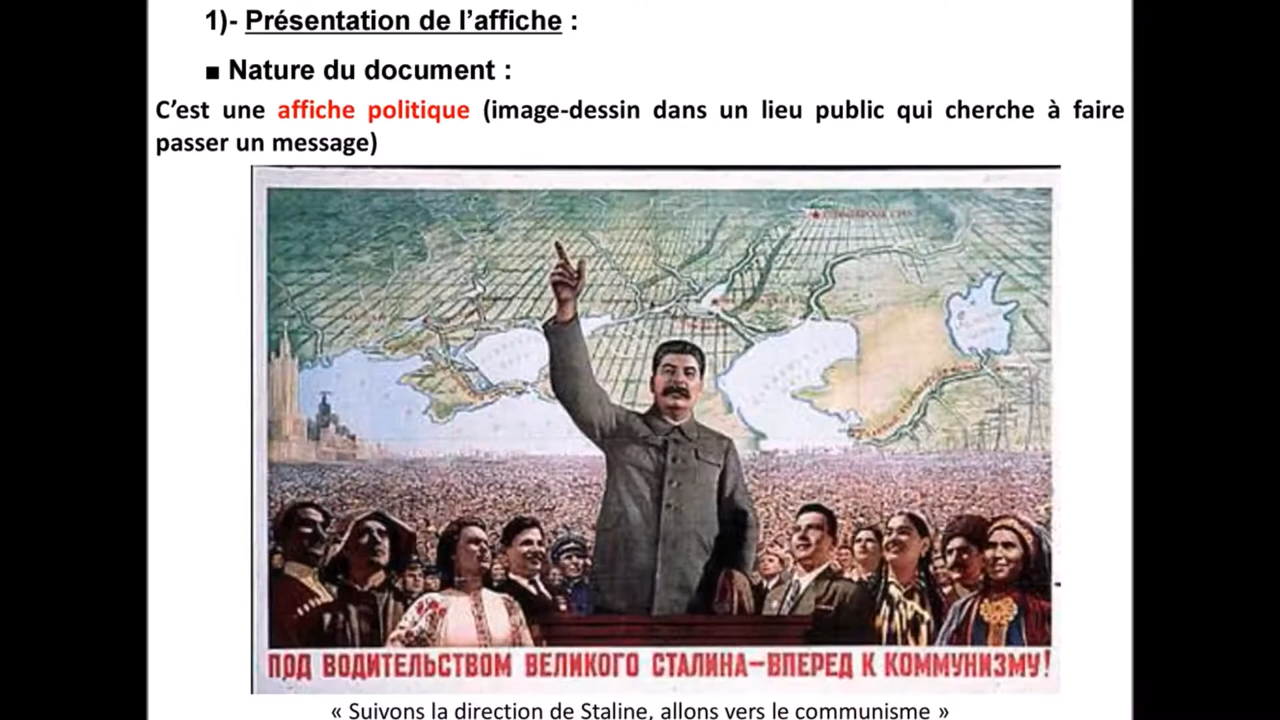 1)- Présentation de l’affiche :
■ Nature du document :
C’est une affiche politique (image-dessin dans un lieu public qui cherche à faire
passer un message)
ПОД ВОДИТЕЛЬСТВОМ ВЕЛИКОГО СТАЛИНА–ВПЕРЕД К КОММУНИЗМУ!
« Suivons la direction de Staline, allons vers le communisme »